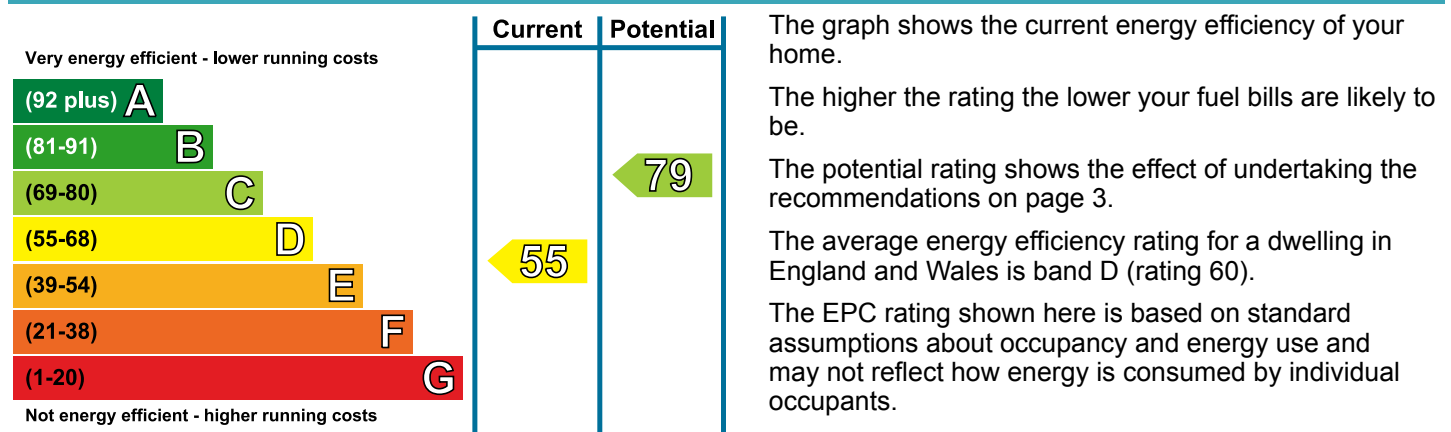 Current Potential
Very energy efficient - lower running costs
(92 plus) A
(81-91) B
(69-80) C
(55-68) D
(39-54) E
(21-38) F
(1-20) G
Not energy efficient - higher running costs
79
55
The graph shows the current energy efficiency of your
home.
The higher the rating the lower your fuel bills are likely to
be.
The potential rating shows the effect of undertaking the
recommendations on page 3.
The average energy efficiency rating for a dwelling in
England and Wales is band D (rating 60).
The EPC rating shown here is based on standard
assumptions about occupancy and energy use and
may not reflect how energy is consumed by individual
occupants.